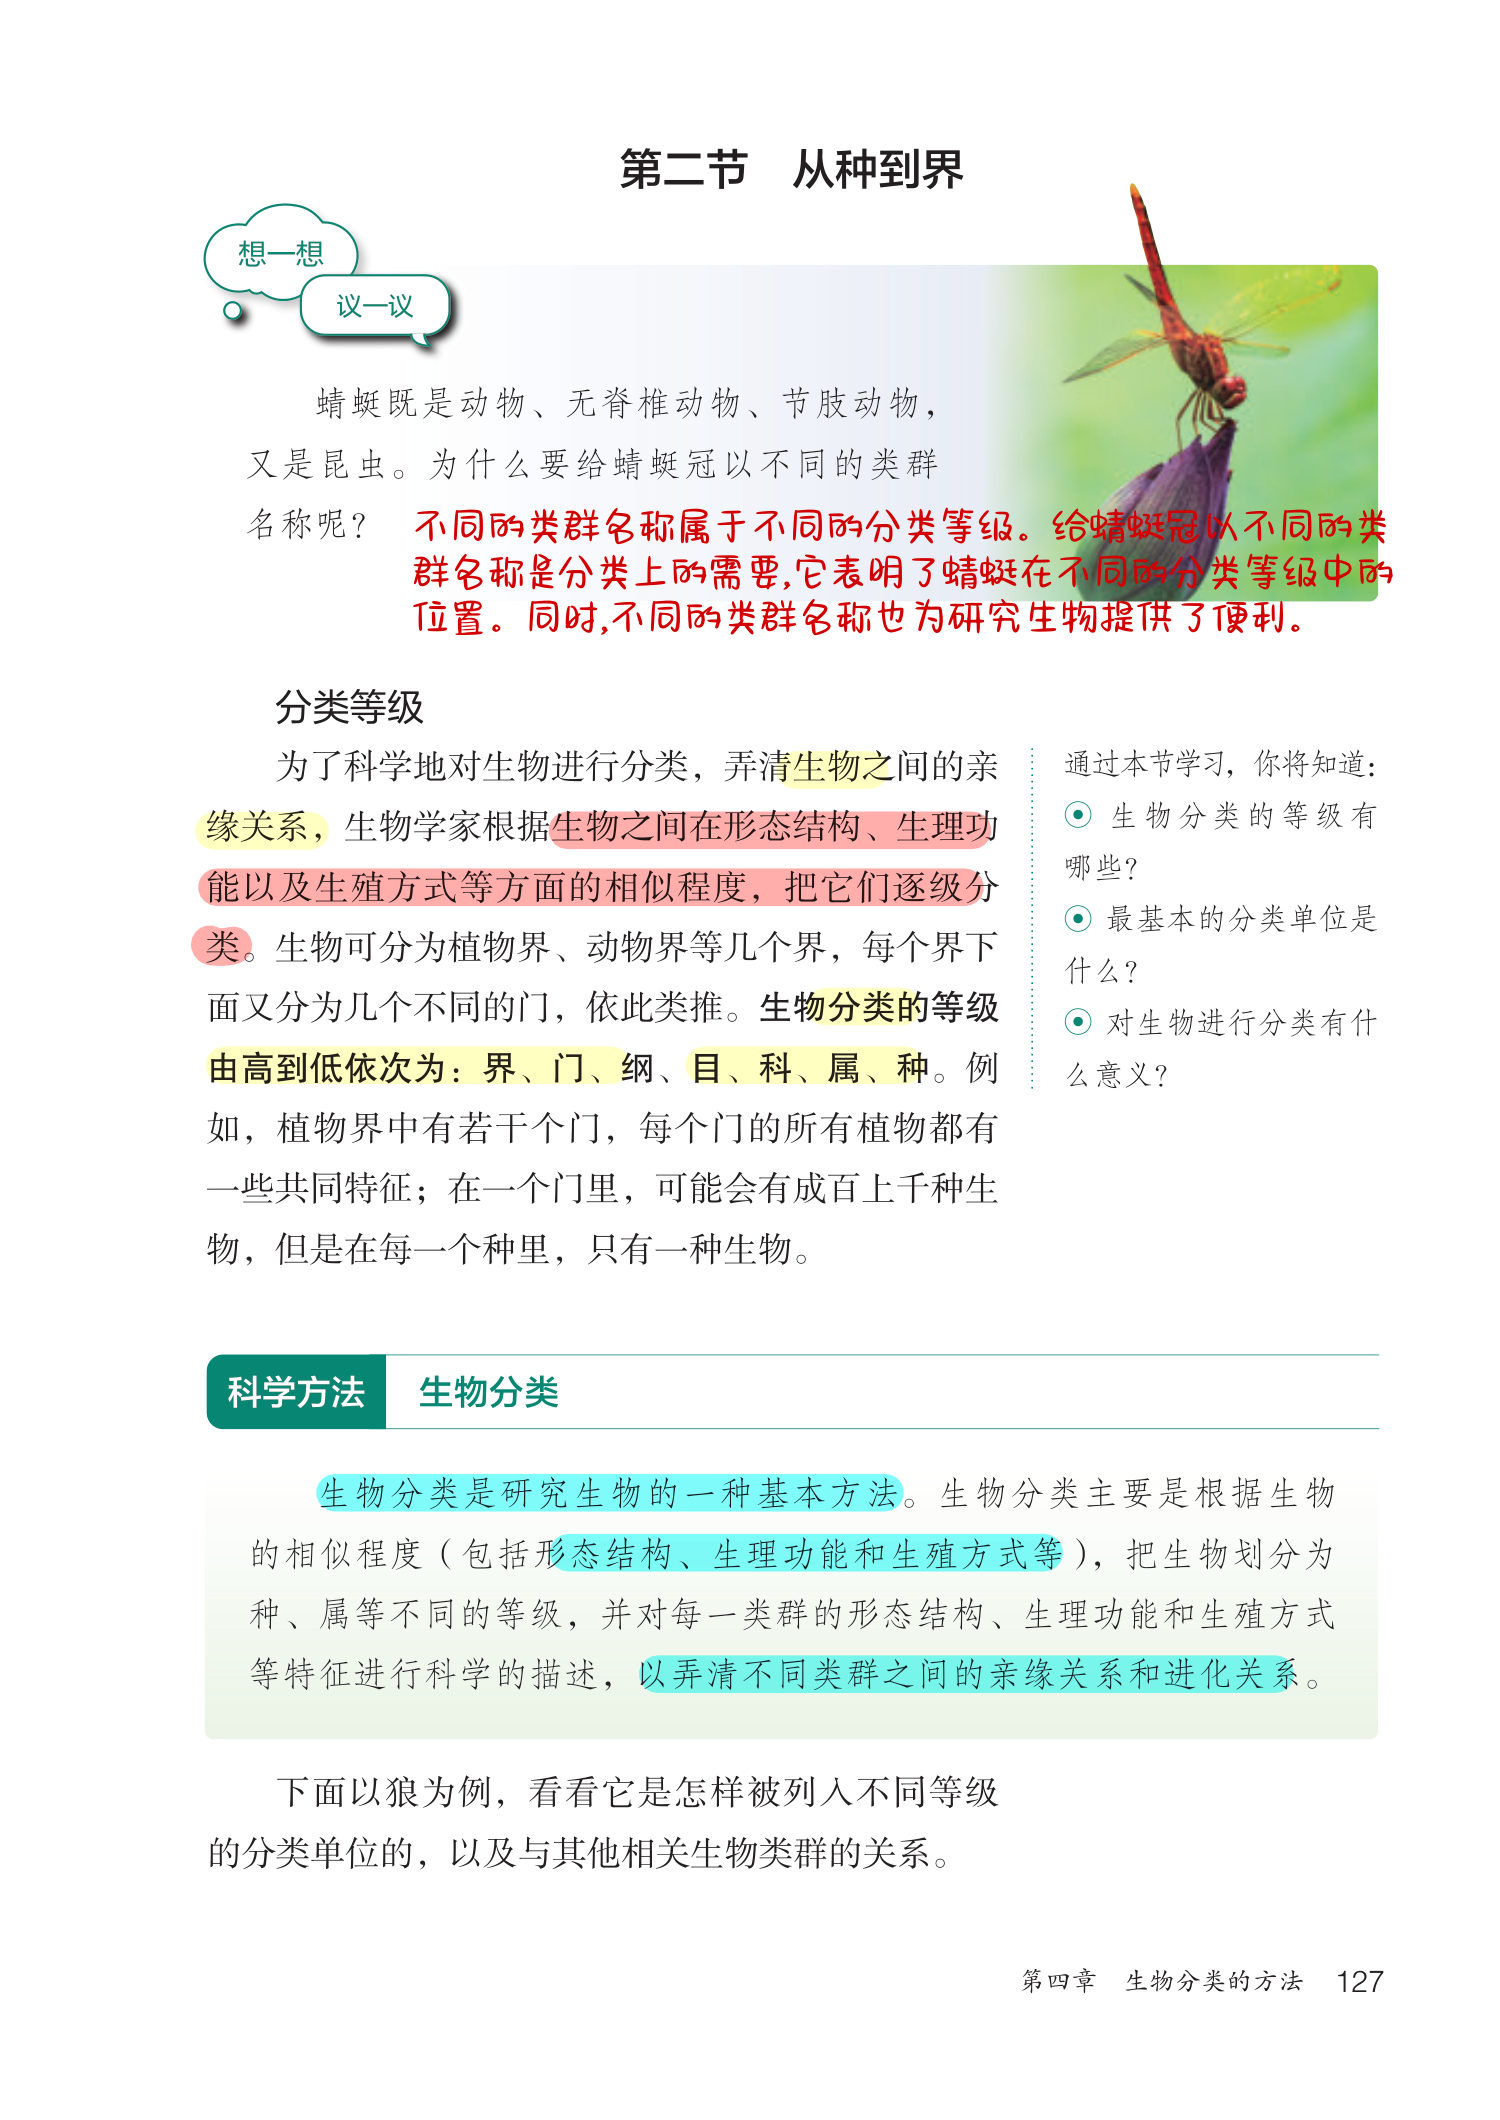 第二节　从种到界
想一想
议一议
蜻蜓既是动物、无脊椎动物、节肢动物，
又是昆虫。为什么要给蜻蜓冠以不同的类群
名称呢？
不同的类群名称属于不同的分类等级。给蜻蜓冠以不同的类
群名称是分类上的需要,它表明了蜻蜓在不同的分类等级中的
位置。同时,不同的类群名称也为研究生物提供了便利。
分类等级
为了科学地对生物进行分类，弄清生物之间的亲
缘关系，生物学家根据生物之间在形态结构、生理功
能以及生殖方式等方面的相似程度，把它们逐级分
类。生物可分为植物界、动物界等几个界，每个界下
面又分为几个不同的门，依此类推。生物分类的等级
由高到低依次为：界、门、纲、目、科、属、种。例
如，植物界中有若干个门，每个门的所有植物都有
一些共同特征；在一个门里，可能会有成百上千种生
物，但是在每一个种里，只有一种生物。
通过本节学习，你将知道：
生物分类的等级有
哪些？
最基本的分类单位是
什么？
对生物进行分类有什
么意义？
科学方法　生物分类
生物分类是研究生物的一种基本方法。生物分类主要是根据生物
的相似程度（包括形态结构、生理功能和生殖方式等），把生物划分为
种、属等不同的等级，并对每一类群的形态结构、生理功能和生殖方式
等特征进行科学的描述，以弄清不同类群之间的亲缘关系和进化关系。
下面以狼为例，看看它是怎样被列入不同等级
的分类单位的，以及与其他相关生物类群的关系。
第四章　生物分类的方法　127